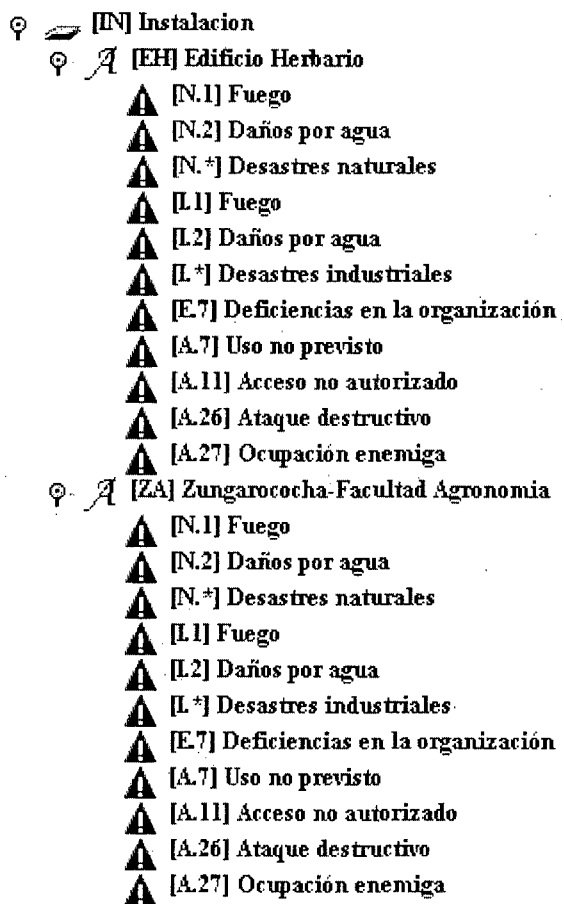 [IN] Instalacion
[EH] Edificio Herbario
[N.1] Fuego
[N.2] Daños por agua
[N.*] Desastres naturales
[I.1] Fuego
[I.2] Daños por agua
[I.*] Desastres industriales
[E.7] Deficiencias en la organización
[A.7] Uso no previsto
[A.11] Acceso no autorizado
[A.26] Ataque destructivo
[A.27] Ocupación enemiga
[ZA] Zungarococha-Facultad Agronomia
[N.1] Fuego
[N.2] Daños por agua
[N.*] Desastres naturales
[I.1] Fuego
[I.2] Daños por agua
[I.*] Desastres industriales
[E.7] Deficiencias en la organización
[A.7] Uso no previsto
[A.11] Acceso no autorizado
[A.26] Ataque destructivo
[A.27] Ocupación enemiga